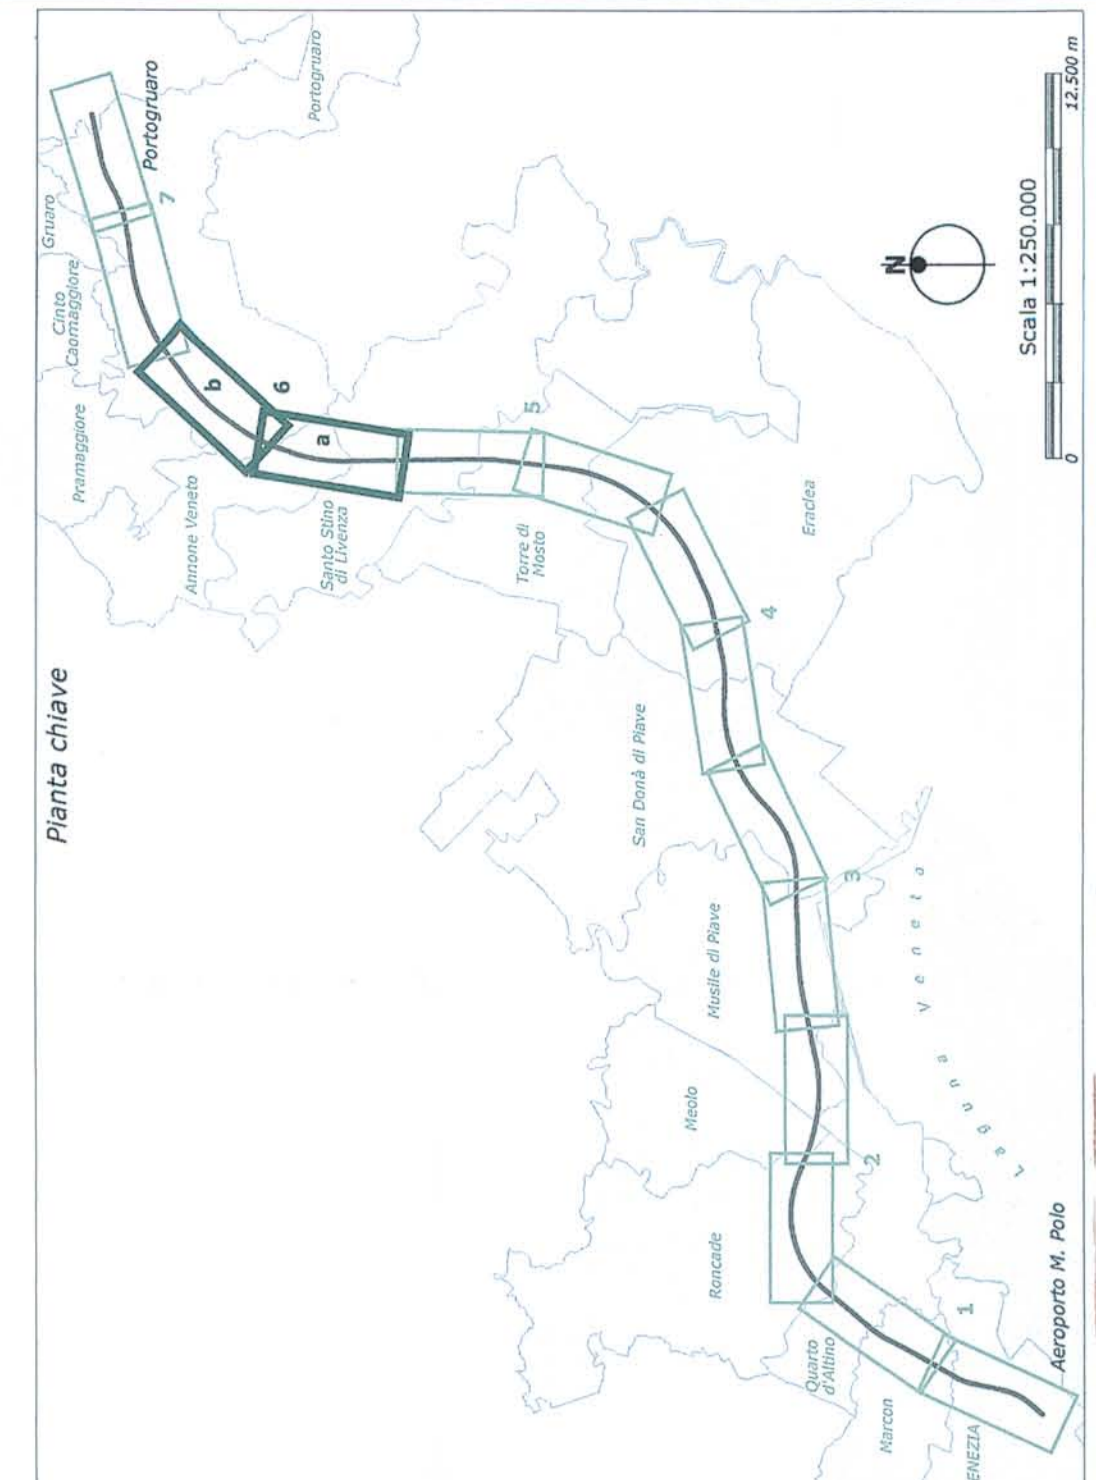 Pianta chiave
Portogruaro
Portogruaro
Gruaro
7
Cinto
Caomaggiore
Pramaggiore
b
6
a
Annone Veneto
Santo Stino
di Livenza
5
Torre di
Mosto
Eraclea
4
San Donà di Piave
3
Musile di Piave
Meolo
2
Roncade
Laguna Veneto
Quarto
d'Altino
Marcon
1
ENEZIA
Aeroporto M. Polo
N
Scala 1:250.000
0
12.500 m